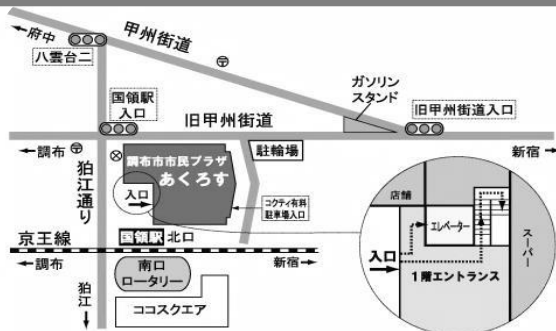 甲州街道
←府中
八雲台二
ガソリン
スタンド
国領駅
入口
旧甲州街道
旧甲州街道入口
←調布
新宿→
駐輪場
調布市市民プラザ
あくろす
入口
狛江通り
コクティ有料
駐車場入口
京王線
国領駅 北口
←調布
新宿→
南口
ロータリー
狛江
ココスクエア
店舗
エレベーター
スーパー
入口
1階エントランス